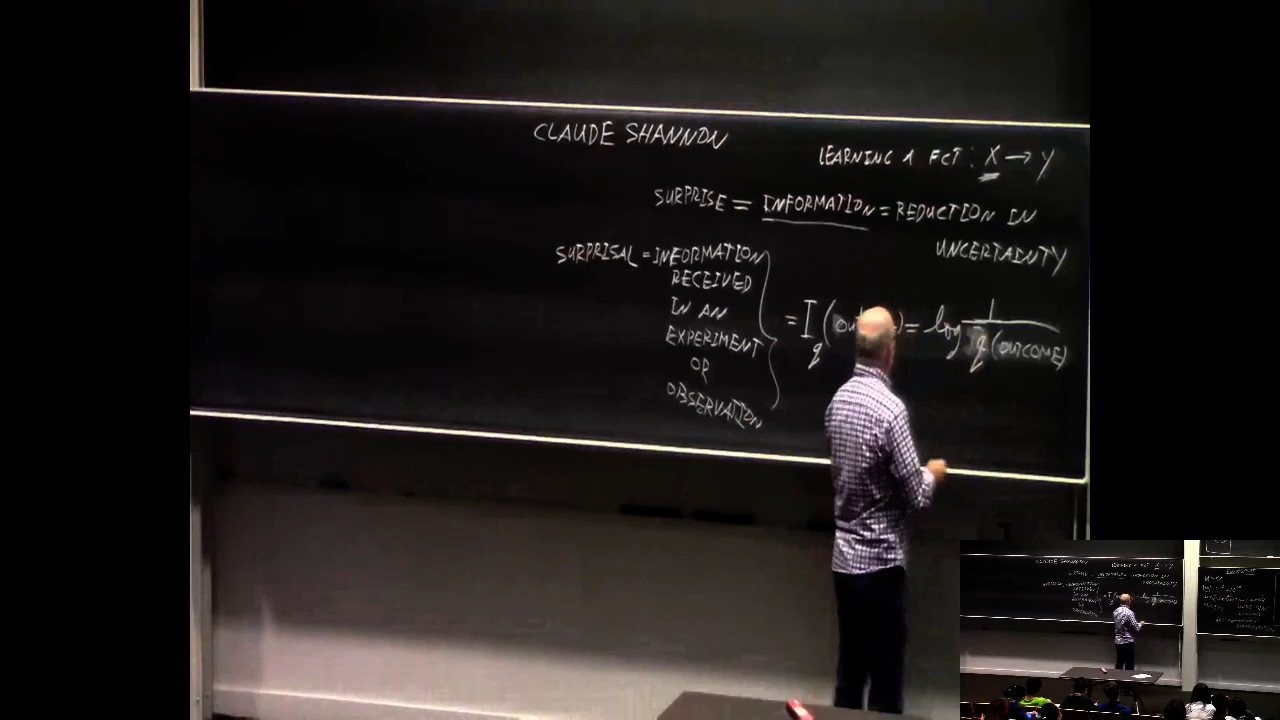 CLAUDE SHANNON
LEARNING A FCT: X → Y
SURPRISE = INFORMATION = REDUCTION IN
UNCERTAINTY
SURPRISAL = INFORMATION
RECEIVED
IN AN
EXPERIMENT
OR
OBSERVATION
= I_q ( ) = log 1/q(OUTCOME)